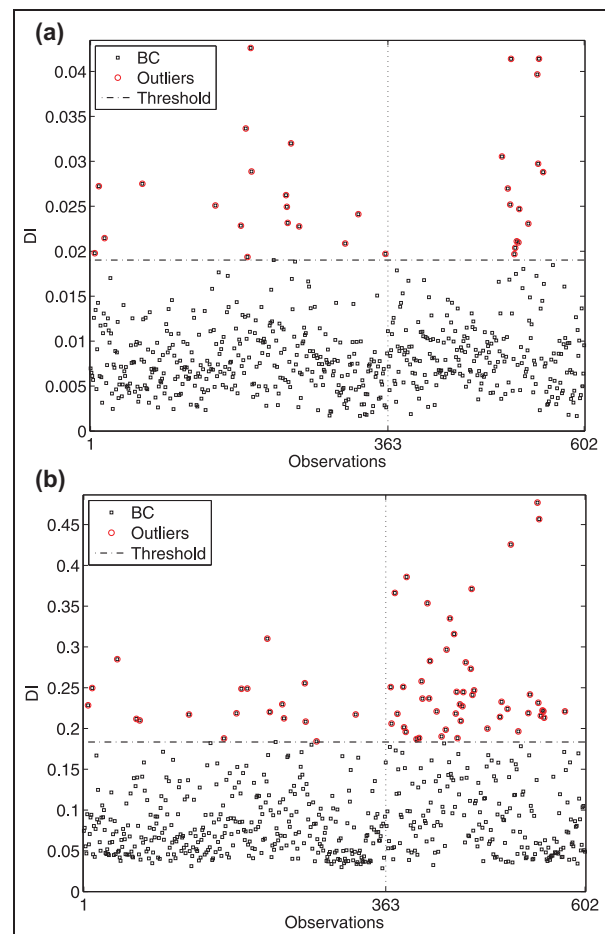 (a)
BC
Outliers
Threshold
0.04
0.035
0.03
0.025
0.02
0.015
0.01
0.005
0
DI
1
363
602
Observations
(b)
BC
Outliers
Threshold
0.45
0.4
0.35
0.3
0.25
0.2
0.15
0.1
0.05
0
DI
1
363
602
Observations